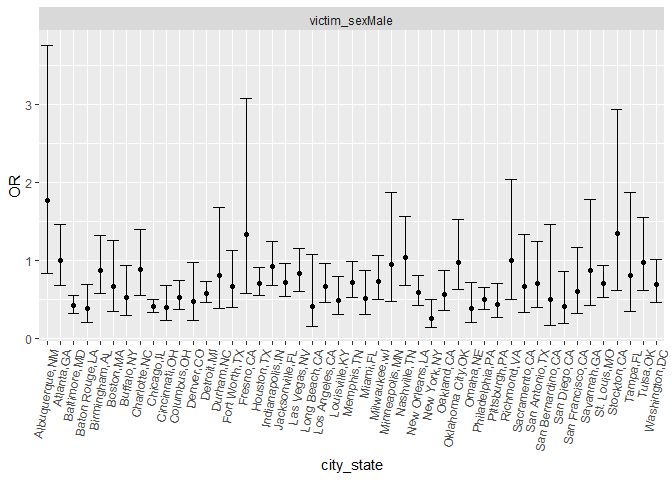 victim_sexMale
OR
3
2
1
0
Albuquerque,NM
Atlanta,GA
Baltimore,MD
Baton Rouge,LA
Birmingham,AL
Boston,MA
Buffalo,NY
Charlotte,NC
Chicago,IL
Cincinnati,OH
Columbus,OH
Denver,CO
Detroit,MI
Durham,NC
Fort Worth,TX
Fresno,CA
Houston,TX
Indianapolis,IN
Jacksonville,FL
Las Vegas,NV
Long Beach,CA
Los Angeles,CA
Louisville,KY
Memphis,TN
Miami,FL
Milwaukee,wI
Minneapolis,MN
Nashville,TN
New Orleans,LA
New York,NY
Oakland,CA
Oklahoma City,OK
Omaha,NE
Philadelphia,PA
Pittsburgh,PA
Richmond,VA
Sacramento,CA
San Antonio,TX
San Bernardino,CA
San Diego,CA
San Francisco,CA
Savannah,GA
St. Louis,MO
Stockton,CA
Tampa,FL
Tulsa,OK
Washington,DC
city_state